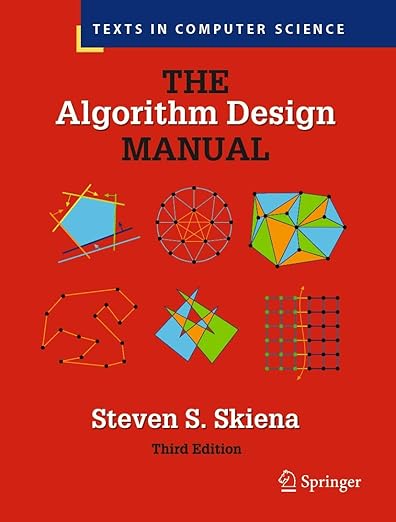 TEXTS IN COMPUTER SCIENCE
THE
Algorithm Design
MANUAL
Steven S. Skiena
Third Edition
Springer